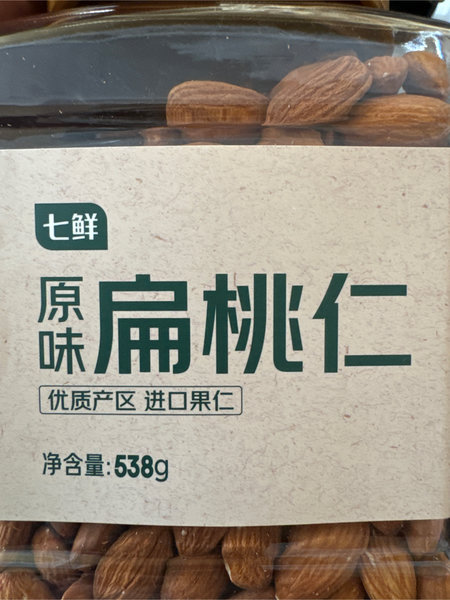 七鲜
原味 扁桃仁
优质产区 进口果仁
净含量:538g